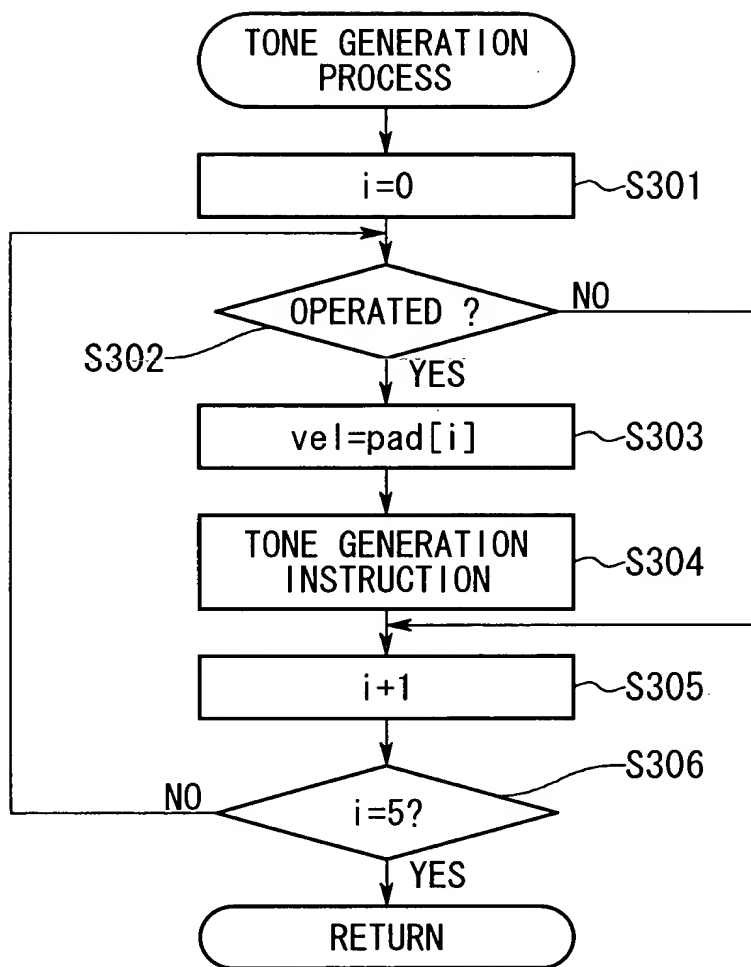 TONE GENERATION
PROCESS
i=0
S301
OPERATED ?
NO
S302
YES
vel=pad[i]
S303
TONE GENERATION
INSTRUCTION
S304
i+1
S305
S306
NO
i=5?
YES
RETURN